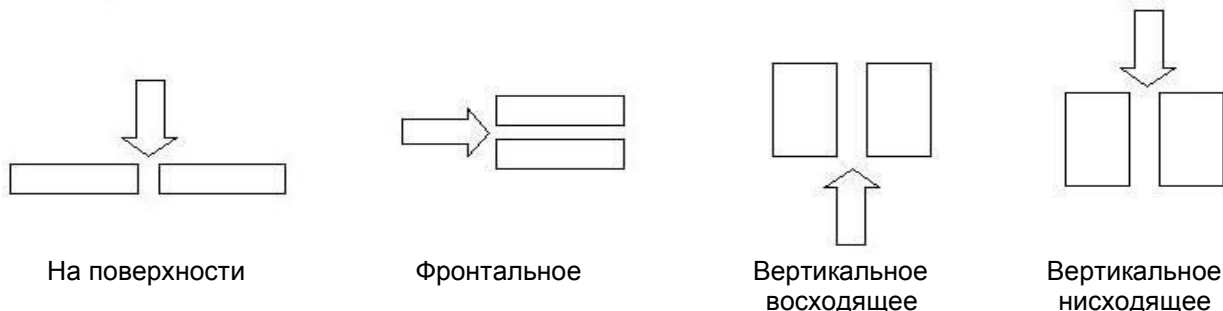 На поверхности
Фронтальное
Вертикальное
восходящее
Вертикальное
нисходящее